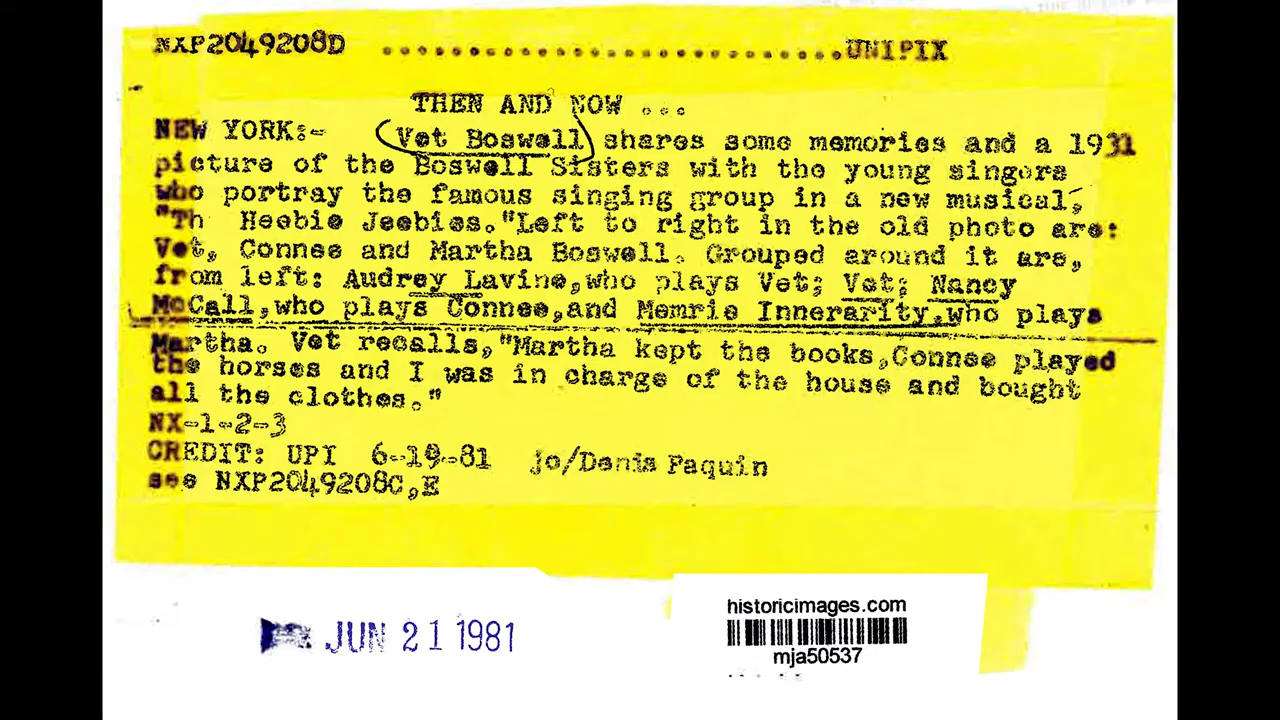 NXP2049208D ................................UNIPIX
THEN AND NOW ...
NEW YORK:- Vet Boswell shares some memories and a 1931
picture of the Boswell Sisters with the young singers
who portray the famous singing group in a new musical,
"Th Heebie Jeebies."Left to right in the old photo are:
Vet, Connee and Martha Boswell. Grouped around it are,
from left: Audrey Lavine,who plays Vet; Vet; Nancy
McCall,who plays Connee,and Memrie Innerarity,who plays
Martha. Vet recalls,"Martha kept the books,Connee played
the horses and I was in charge of the house and bought
all the clothes."
NX-1-2-3
CREDIT: UPI 6-19-81 jo/Denis Paquin
see NXP2049208C,E
JUN 21 1981
historicimages.com
mja50537